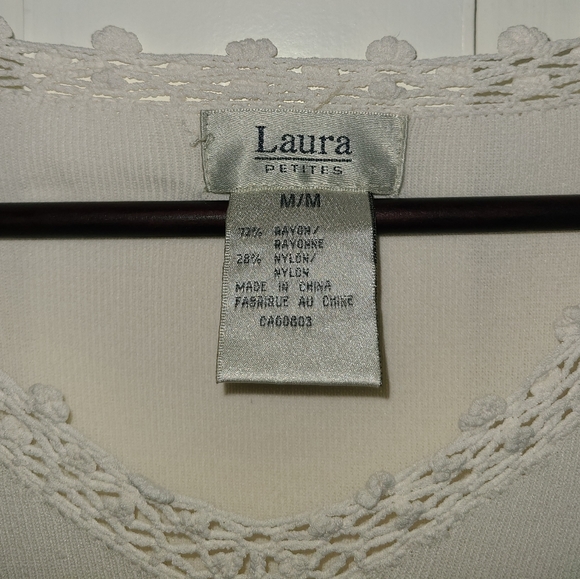 Laura
PETITES
M/M
72% RAYON/
RAYONNE
28% NYLON/
NYLON
MADE IN CHINA
FABRIQUE AU CHINE
CA00803